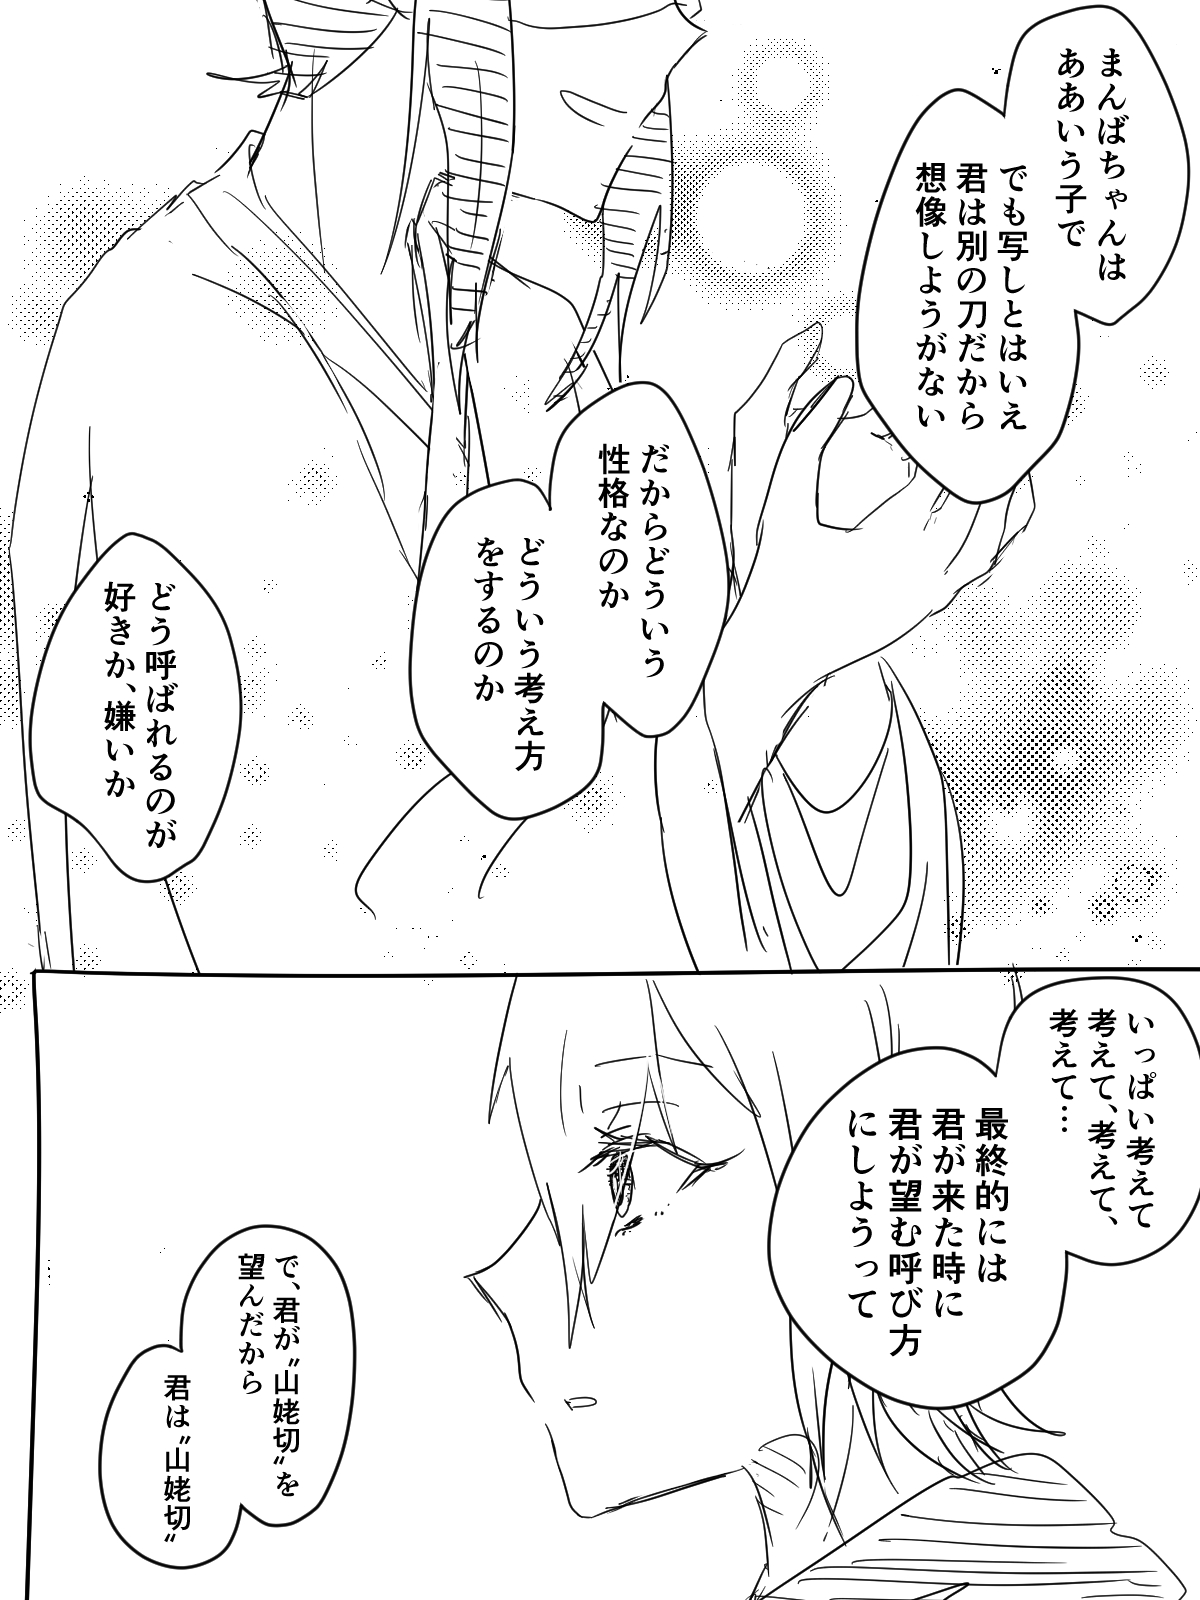 まんばちゃんは
ああいう子で
でも写しとはいえ
君は別の刀だから
想像しようがない
だからどういう
性格なのか
どういう考え方
をするのか
どう呼ばれるのが
好きか、嫌いか
いっぱい考えて
考えて、考えて、
考えて…
最終的には
君が来た時に
君が望む呼び方
にしようって
で、君が〝山姥切〟を
望んだから
君は〝山姥切〟